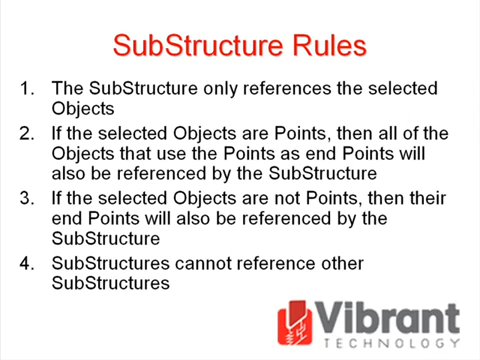 SubStructure Rules
1. The SubStructure only references the selected
Objects
2. If the selected Objects are Points, then all of the
Objects that use the Points as end Points will
also be referenced by the SubStructure
3. If the selected Objects are not Points, then their
end Points will also be referenced by the
SubStructure
4. SubStructures cannot reference other
SubStructures
Vibrant
TECHNOLOGY